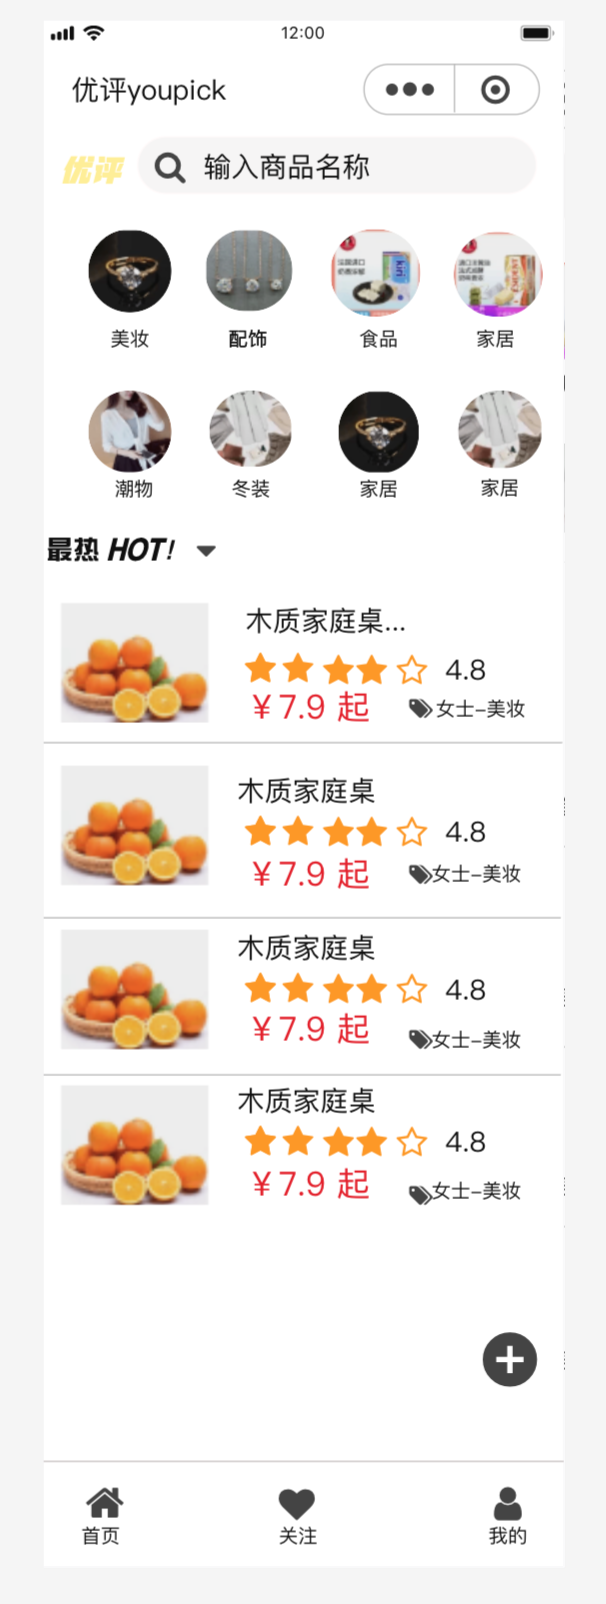 12:00
优评youpick
优评
输入商品名称
美妆 配饰 食品 家居
潮物 冬装 家居 家居
最热 HOT!
木质家庭桌...
4.8
¥7.9 起 女士-美妆
木质家庭桌
4.8
¥7.9 起 女士-美妆
木质家庭桌
4.8
¥7.9 起 女士-美妆
木质家庭桌
4.8
¥7.9 起 女士-美妆
首页 关注 我的